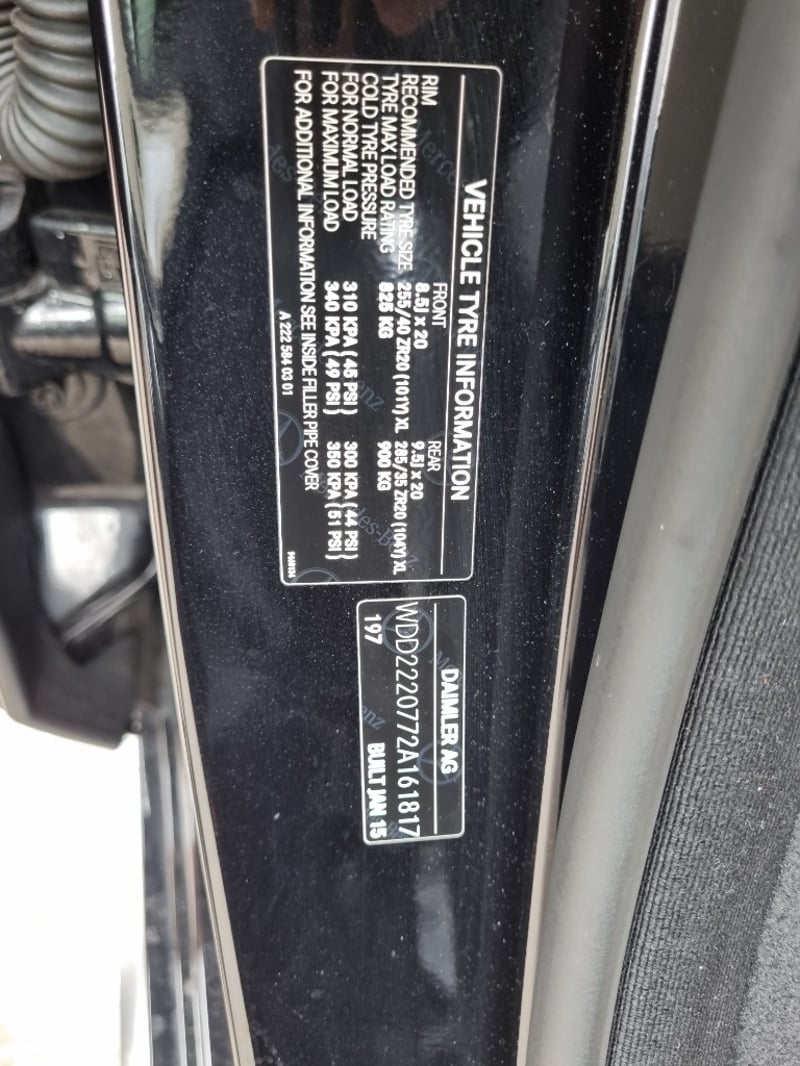 VEHICLE TYRE INFORMATION
FRONT REAR
RIM 8.5J x 20 9.5J x 20
RECOMMENDED TYRE SIZE 255/40 ZR20 (101Y) XL 285/35 ZR20 (104Y) XL
TYRE MAX LOAD RATING 825 KG 900 KG
COLD TYRE PRESSURE
FOR NORMAL LOAD 310 KPA (45 PSI) 300 KPA (44 PSI)
FOR MAXIMUM LOAD 340 KPA (49 PSI) 350 KPA (51 PSI)
FOR ADDITIONAL INFORMATION SEE INSIDE FILLER PIPE COVER
A 222 584 03 01
DAIMLER AG
WDD2220772A161817
197 BUILT JAN 15